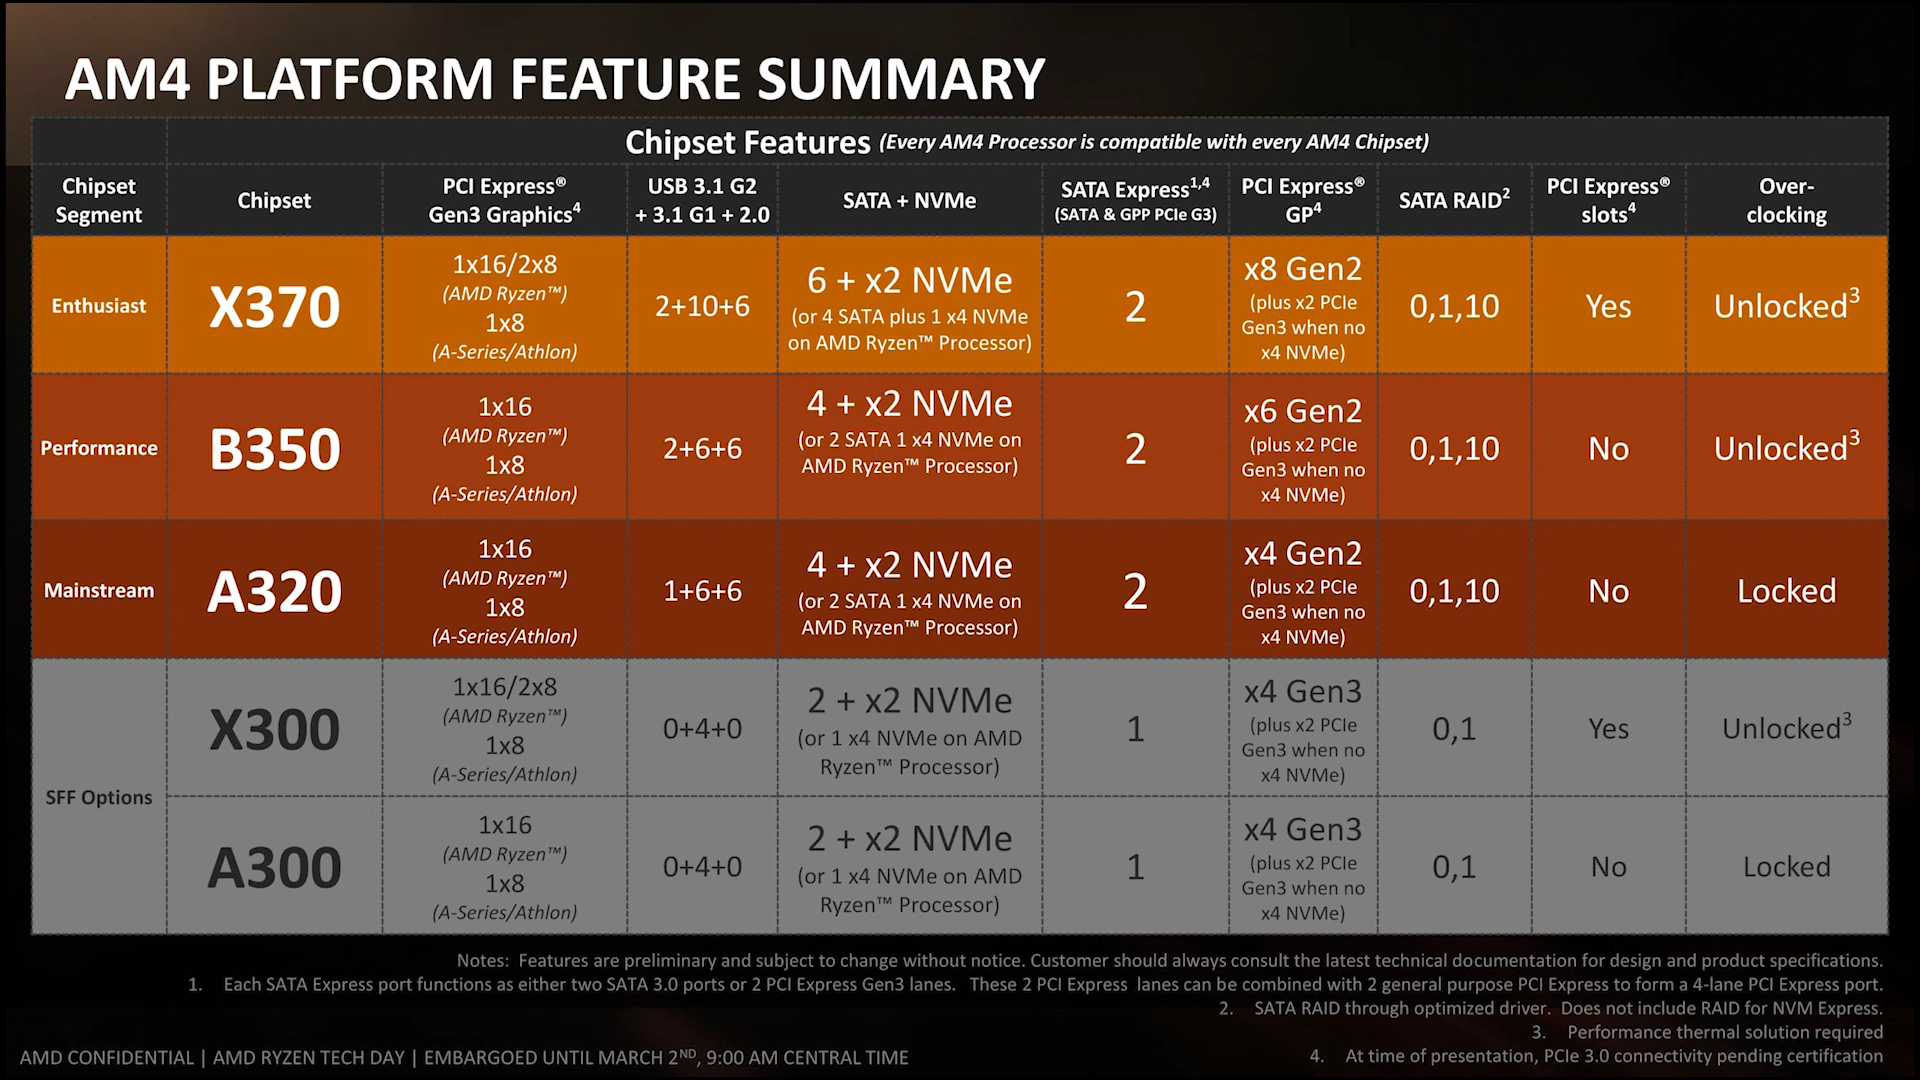 AM4 PLATFORM FEATURE SUMMARY
Chipset Features (Every AM4 Processor is compatible with every AM4 Chipset)
Chipset
Segment
Chipset
PCI Express®
Gen3 Graphics4
USB 3.1 G2
+ 3.1 G1 + 2.0
SATA + NVMe
SATA Express1,4
(SATA & GPP PCIe G3)
PCI Express®
GP4
SATA RAID2
PCI Express®
slots4
Over-
clocking
Enthusiast
X370
1x16/2x8
(AMD Ryzen™)
1x8
(A-Series/Athlon)
2+10+6
6 + x2 NVMe
(or 4 SATA plus 1 x4 NVMe
on AMD Ryzen™ Processor)
2
x8 Gen2
(plus x2 PCIe
Gen3 when no
x4 NVMe)
0,1,10
Yes
Unlocked3
Performance
B350
1x16
(AMD Ryzen™)
1x8
(A-Series/Athlon)
2+6+6
4 + x2 NVMe
(or 2 SATA 1 x4 NVMe on
AMD Ryzen™ Processor)
2
x6 Gen2
(plus x2 PCIe
Gen3 when no
x4 NVMe)
0,1,10
No
Unlocked3
Mainstream
A320
1x16
(AMD Ryzen™)
1x8
(A-Series/Athlon)
1+6+6
4 + x2 NVMe
(or 2 SATA 1 x4 NVMe on
AMD Ryzen™ Processor)
2
x4 Gen2
(plus x2 PCIe
Gen3 when no
x4 NVMe)
0,1,10
No
Locked
SFF Options
X300
1x16/2x8
(AMD Ryzen™)
1x8
(A-Series/Athlon)
0+4+0
2 + x2 NVMe
(or 1 x4 NVMe on AMD
Ryzen™ Processor)
1
x4 Gen3
(plus x2 PCIe
Gen3 when no
x4 NVMe)
0,1
Yes
Unlocked3
A300
1x16
(AMD Ryzen™)
1x8
(A-Series/Athlon)
0+4+0
2 + x2 NVMe
(or 1 x4 NVMe on AMD
Ryzen™ Processor)
1
x4 Gen3
(plus x2 PCIe
Gen3 when no
x4 NVMe)
0,1
No
Locked
Notes: Features are preliminary and subject to change without notice. Customer should always consult the latest technical documentation for design and product specifications.
1. Each SATA Express port functions as either two SATA 3.0 ports or 2 PCI Express Gen3 lanes. These 2 PCI Express lanes can be combined with 2 general purpose PCI Express to form a 4-lane PCI Express port.
2. SATA RAID through optimized driver. Does not include RAID for NVM Express.
3. Performance thermal solution required
4. At time of presentation, PCIe 3.0 connectivity pending certification
AMD CONFIDENTIAL | AMD RYZEN TECH DAY | EMBARGOED UNTIL MARCH 2ND, 9:00 AM CENTRAL TIME